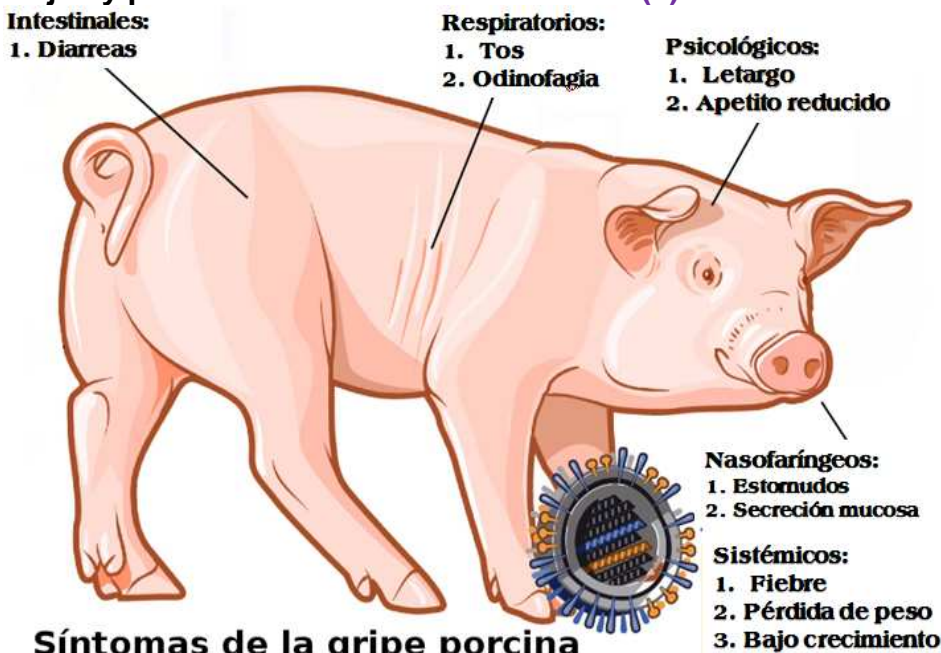 Intestinales:
1. Diarreas
Respiratorios:
1. Tos
2. Odinofagia
Psicológicos:
1. Letargo
2. Apetito reducido
Nasofaríngeos:
1. Estornudos
2. Secreción mucosa
Sistémicos:
1. Fiebre
2. Pérdida de peso
3. Bajo crecimiento
Síntomas de la gripe porcina